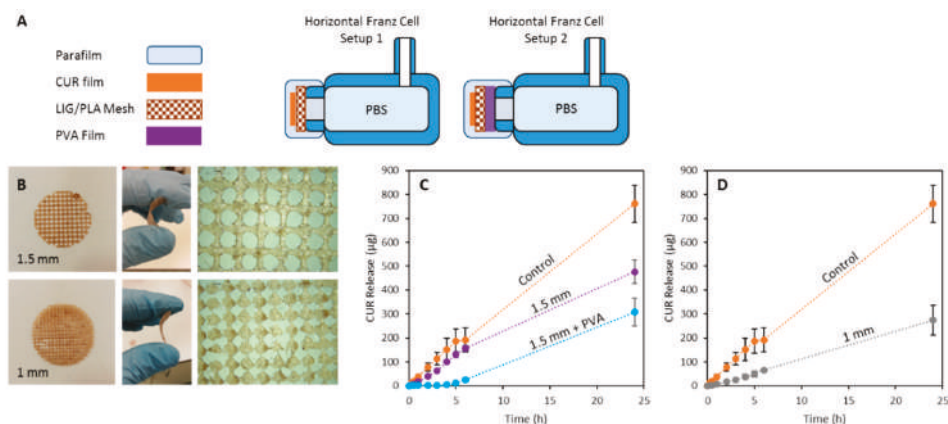 A
Horizontal Franz Cell
Setup 1
Horizontal Franz Cell
Setup 2
Parafilm
CUR film
LIG/PLA Mesh
PVA Film
PBS
PBS
B
1.5 mm
1 mm
C
CUR Release (µg)
900
800
700
600
500
400
300
200
100
0
Control
1.5 mm
1.5 mm + PVA
0 5 10 15 20 25
Time (h)
D
CUR Release (µg)
900
800
700
600
500
400
300
200
100
0
Control
1 mm
0 5 10 15 20 25
Time (h)